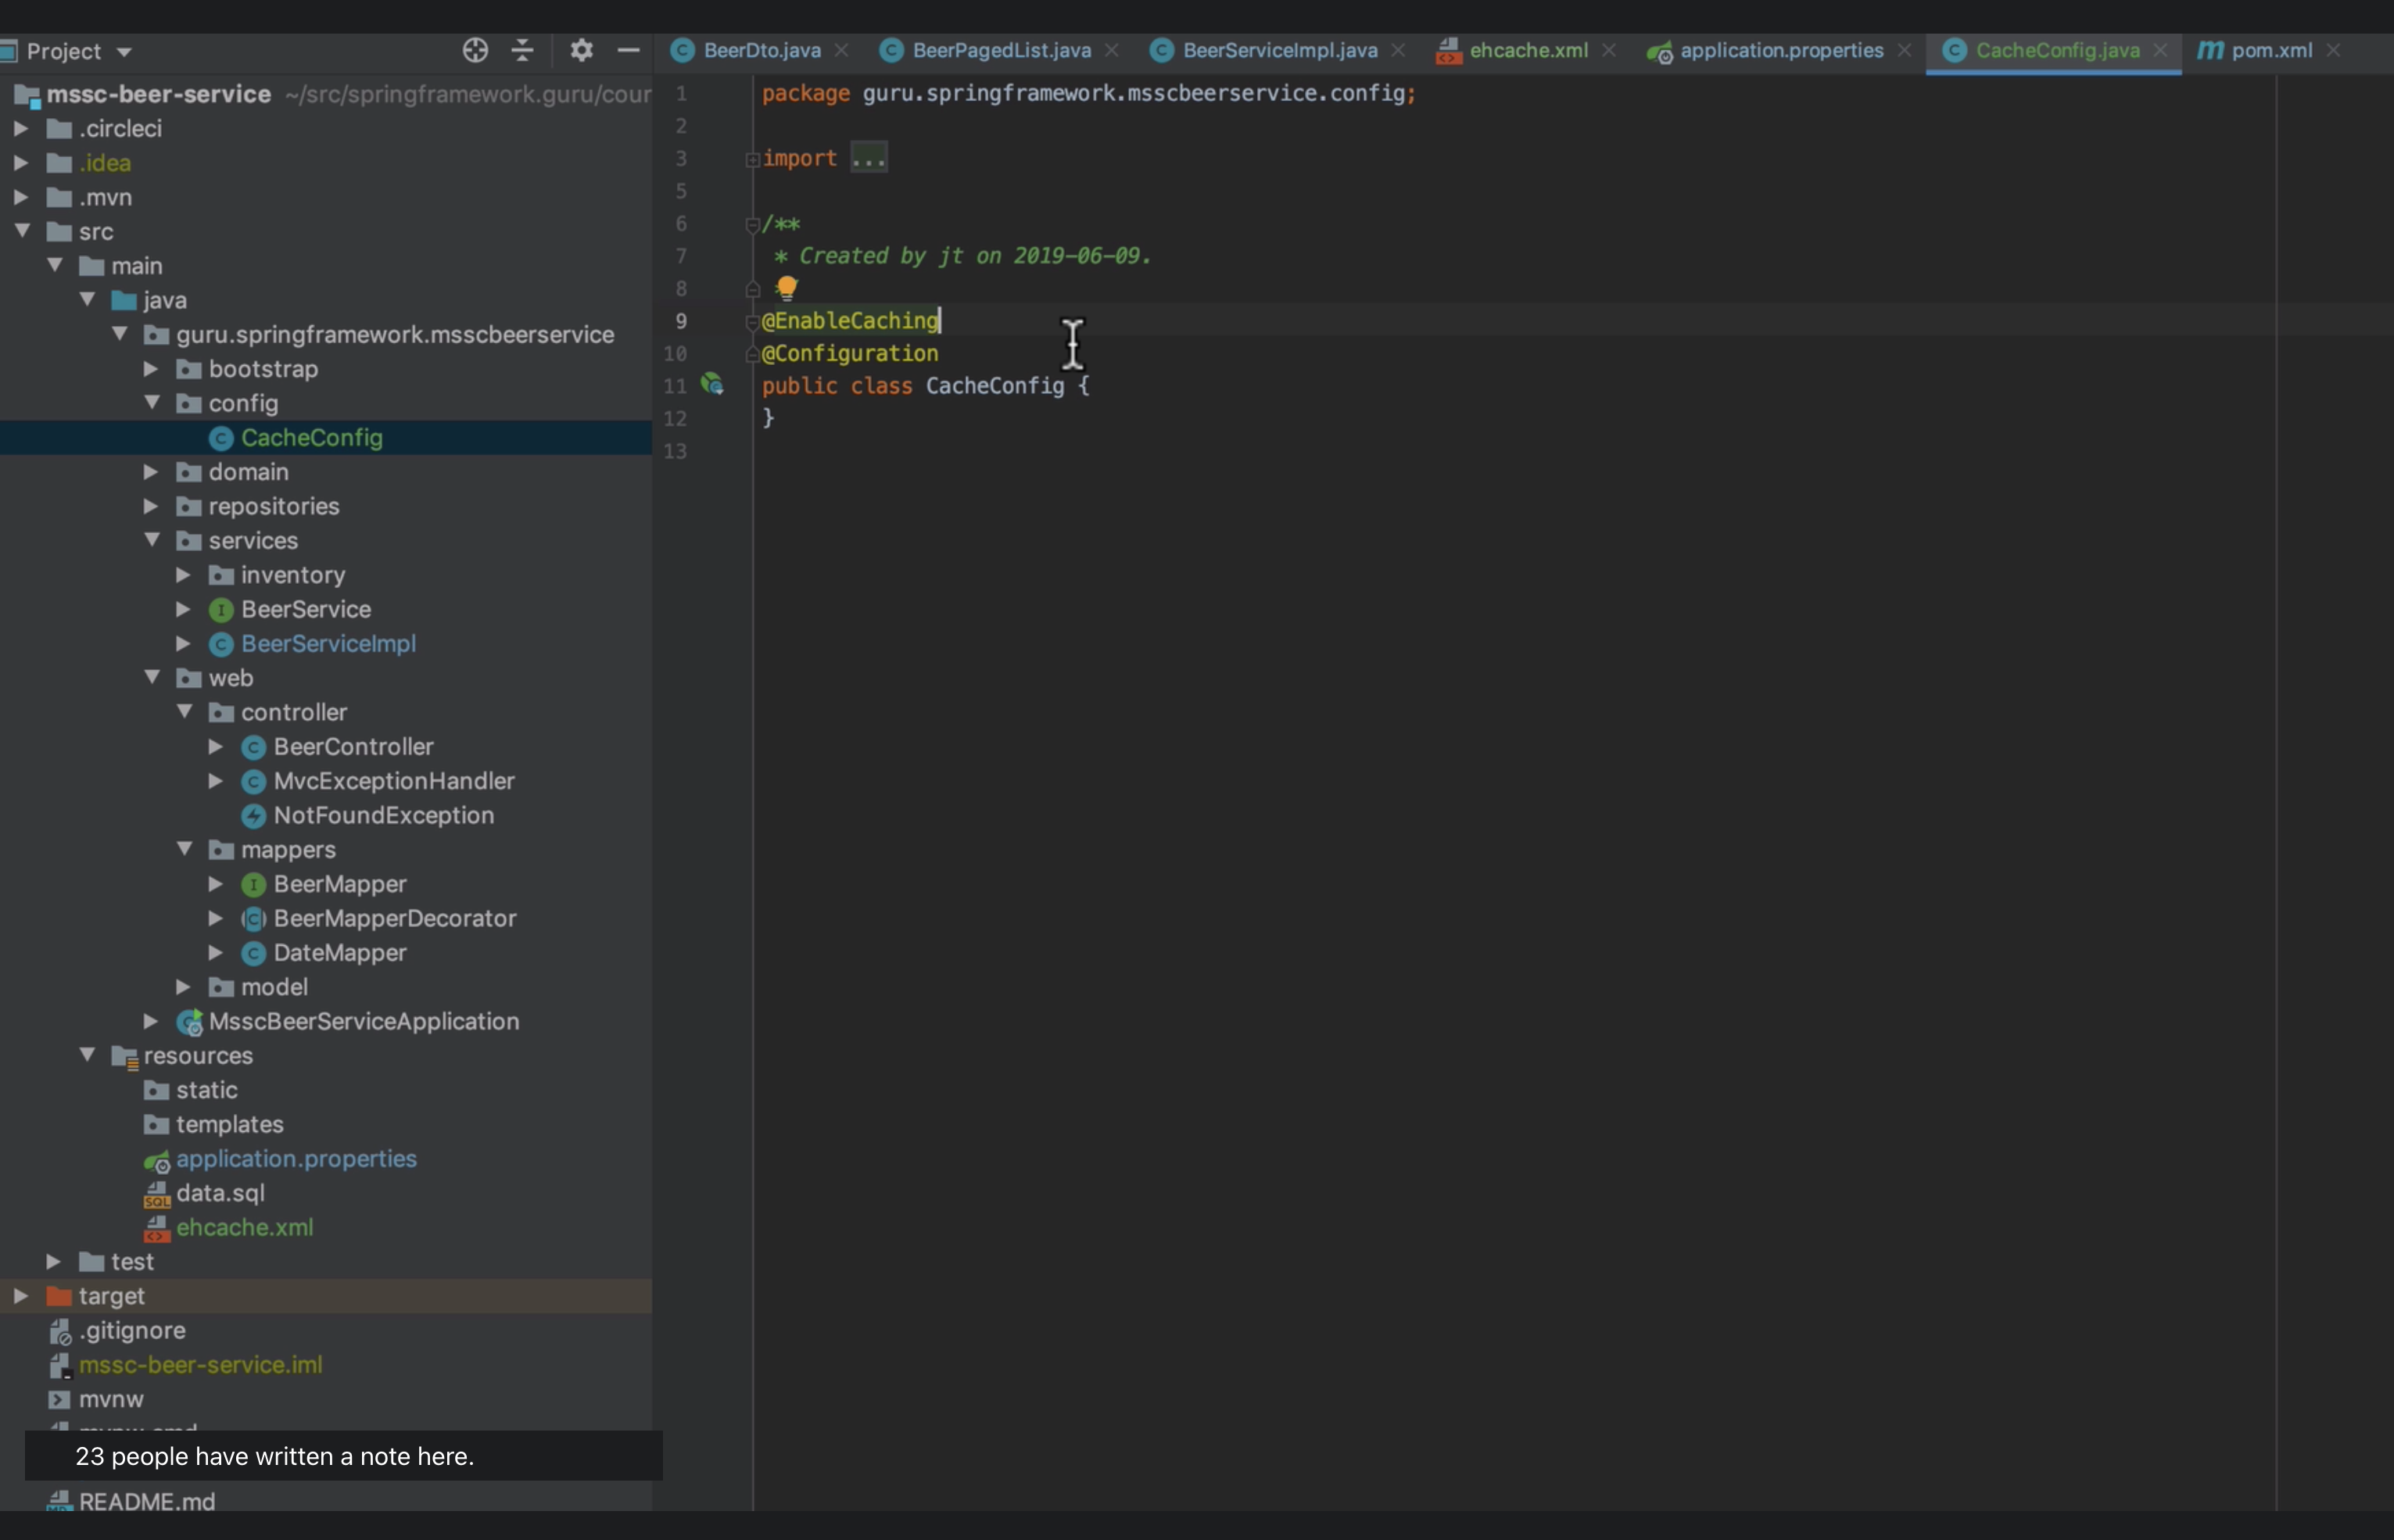 Project
BeerDto.java
BeerPagedList.java
BeerServiceImpl.java
ehcache.xml
application.properties
CacheConfig.java
pom.xml
mssc-beer-service ~/src/springframework.guru/cour
.circleci
.idea
.mvn
src
main
java
guru.springframework.msscbeerservice
bootstrap
config
CacheConfig
domain
repositories
services
inventory
BeerService
BeerServiceImpl
web
controller
BeerController
MvcExceptionHandler
NotFoundException
mappers
BeerMapper
BeerMapperDecorator
DateMapper
model
MsscBeerServiceApplication
resources
static
templates
application.properties
data.sql
ehcache.xml
test
target
.gitignore
mssc-beer-service.iml
mvnw
23 people have written a note here.
README.md
1 package guru.springframework.msscbeerservice.config;
2
3 import ...
5
6 /**
7 * Created by jt on 2019-06-09.
8
9 @EnableCaching
10 @Configuration
11 public class CacheConfig {
12 }
13